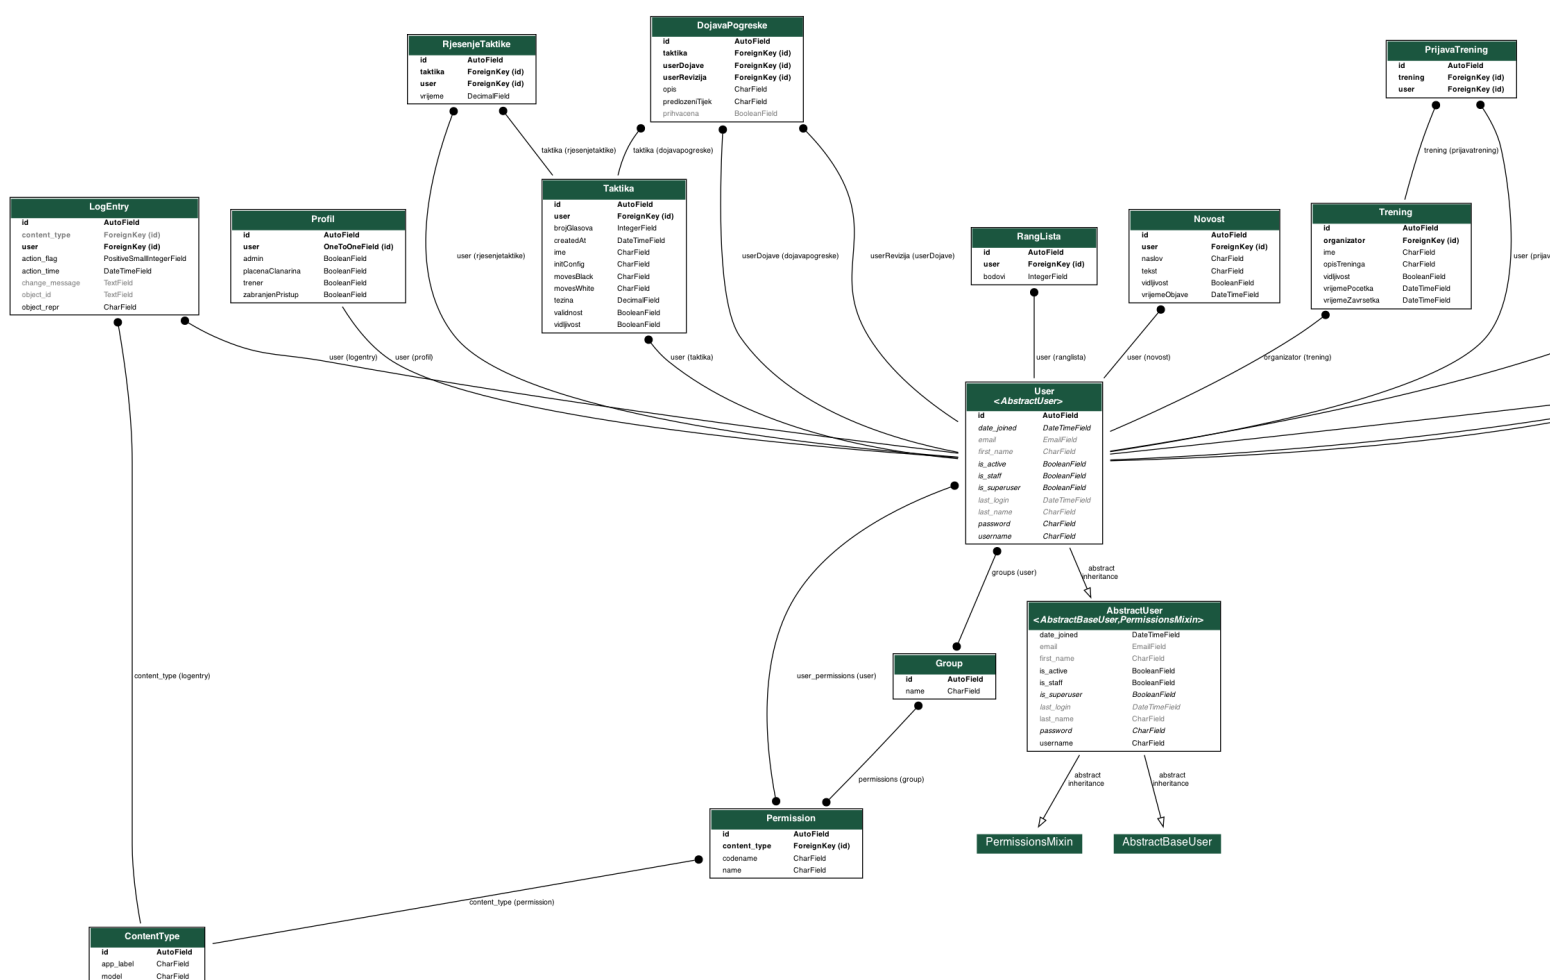 DojavaPogreske
id AutoField
taktika ForeignKey (id)
userDojave ForeignKey (id)
userRevizija ForeignKey (id)
opis CharField
predlozeniTijek CharField
prihvacena BooleanField
RjesenjeTaktike
id AutoField
taktika ForeignKey (id)
user ForeignKey (id)
vrijeme DecimalField
PrijavaTrening
id AutoField
trening ForeignKey (id)
user ForeignKey (id)
taktika (rjesenjetaktike)
taktika (dojavapogreske)
trening (prijavatrening)
LogEntry
id AutoField
content_type ForeignKey (id)
user ForeignKey (id)
action_flag PositiveSmallIntegerField
action_time DateTimeField
change_message TextField
object_id TextField
object_repr CharField
Profil
id AutoField
user OneToOneField (id)
admin BooleanField
placenaClanarina BooleanField
trener BooleanField
zabranjenPristup BooleanField
user (rjesenjetaktike)
Taktika
id AutoField
user ForeignKey (id)
brojGlasova IntegerField
createdAt DateTimeField
ime CharField
initConfig CharField
movesBlack CharField
movesWhite CharField
tezina DecimalField
validnost BooleanField
vidljivost BooleanField
userDojave (dojavapogreske)
userRevizija (userDojave)
RangLista
id AutoField
user ForeignKey (id)
bodovi IntegerField
Novost
id AutoField
user ForeignKey (id)
naslov CharField
tekst CharField
vidljivost BooleanField
vrijemeObjave DateTimeField
Trening
id AutoField
organizator ForeignKey (id)
ime CharField
opisTreninga CharField
vidljivost BooleanField
vrijemePocetka DateTimeField
vrijemeZavrsetka DateTimeField
user (prijav
user (logentry)
user (profil)
user (taktika)
user (ranglista)
user (novost)
organizator (trening)
User
<AbstractUser>
id AutoField
date_joined DateTimeField
email EmailField
first_name CharField
is_active BooleanField
is_staff BooleanField
is_superuser BooleanField
last_login DateTimeField
last_name CharField
password CharField
username CharField
groups (user)
abstract
inheritance
AbstractUser
<AbstractBaseUser,PermissionsMixin>
date_joined DateTimeField
email EmailField
first_name CharField
is_active BooleanField
is_staff BooleanField
is_superuser BooleanField
last_login DateTimeField
last_name CharField
password CharField
username CharField
Group
id AutoField
name CharField
content_type (logentry)
user_permissions (user)
permissions (group)
abstract
inheritance
abstract
inheritance
PermissionsMixin
AbstractBaseUser
Permission
id AutoField
content_type ForeignKey (id)
codename CharField
name CharField
content_type (permission)
ContentType
id AutoField
app_label CharField
model CharField